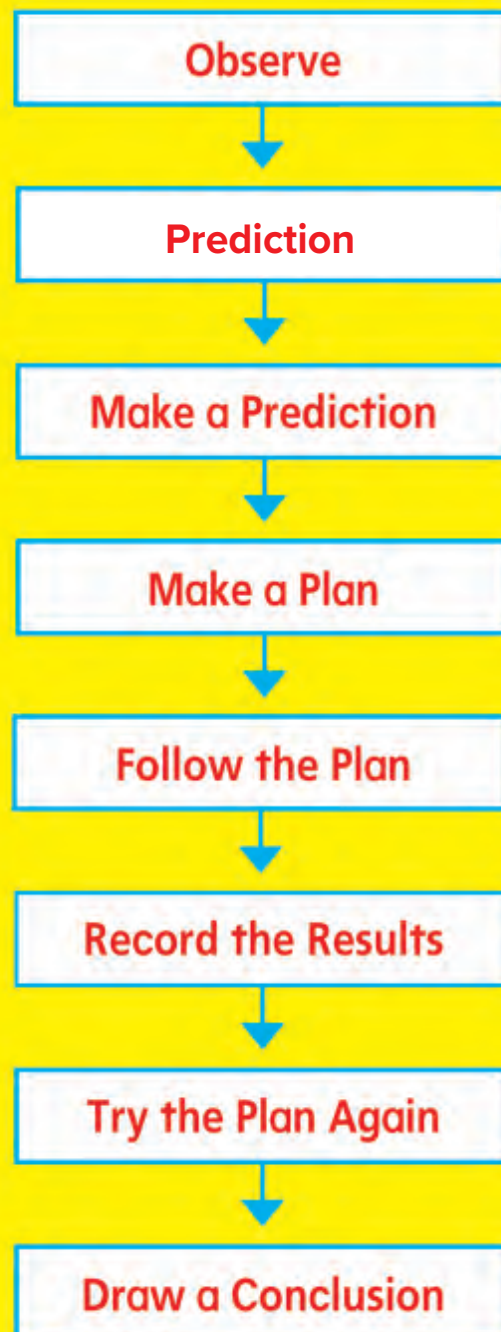 Observe
Prediction
Make a Prediction
Make a Plan
Follow the Plan
Record the Results
Try the Plan Again
Draw a Conclusion